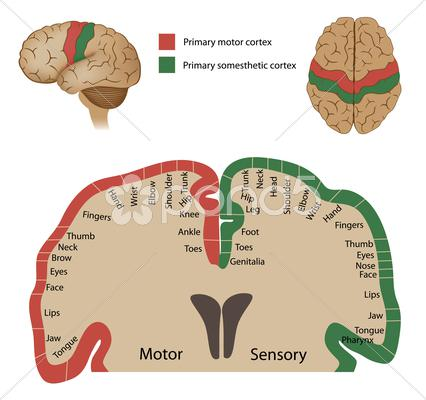 Primary motor cortex
Primary somesthetic cortex
Trunk
Shoulder
Hip
Elbow
Wrist
Hand
Fingers
Thumb
Neck
Brow
Eyes
Face
Lips
Jaw
Tongue
Knee
Ankle
Toes
Motor
Trunk
Neck
Head
Shoulder
Hip
Leg
Elbow
Wrist
Hand
Fingers
Foot
Toes
Genitalia
Thumb
Eyes
Nose
Face
Lips
Jaw
Tongue
Pharynx
Sensory